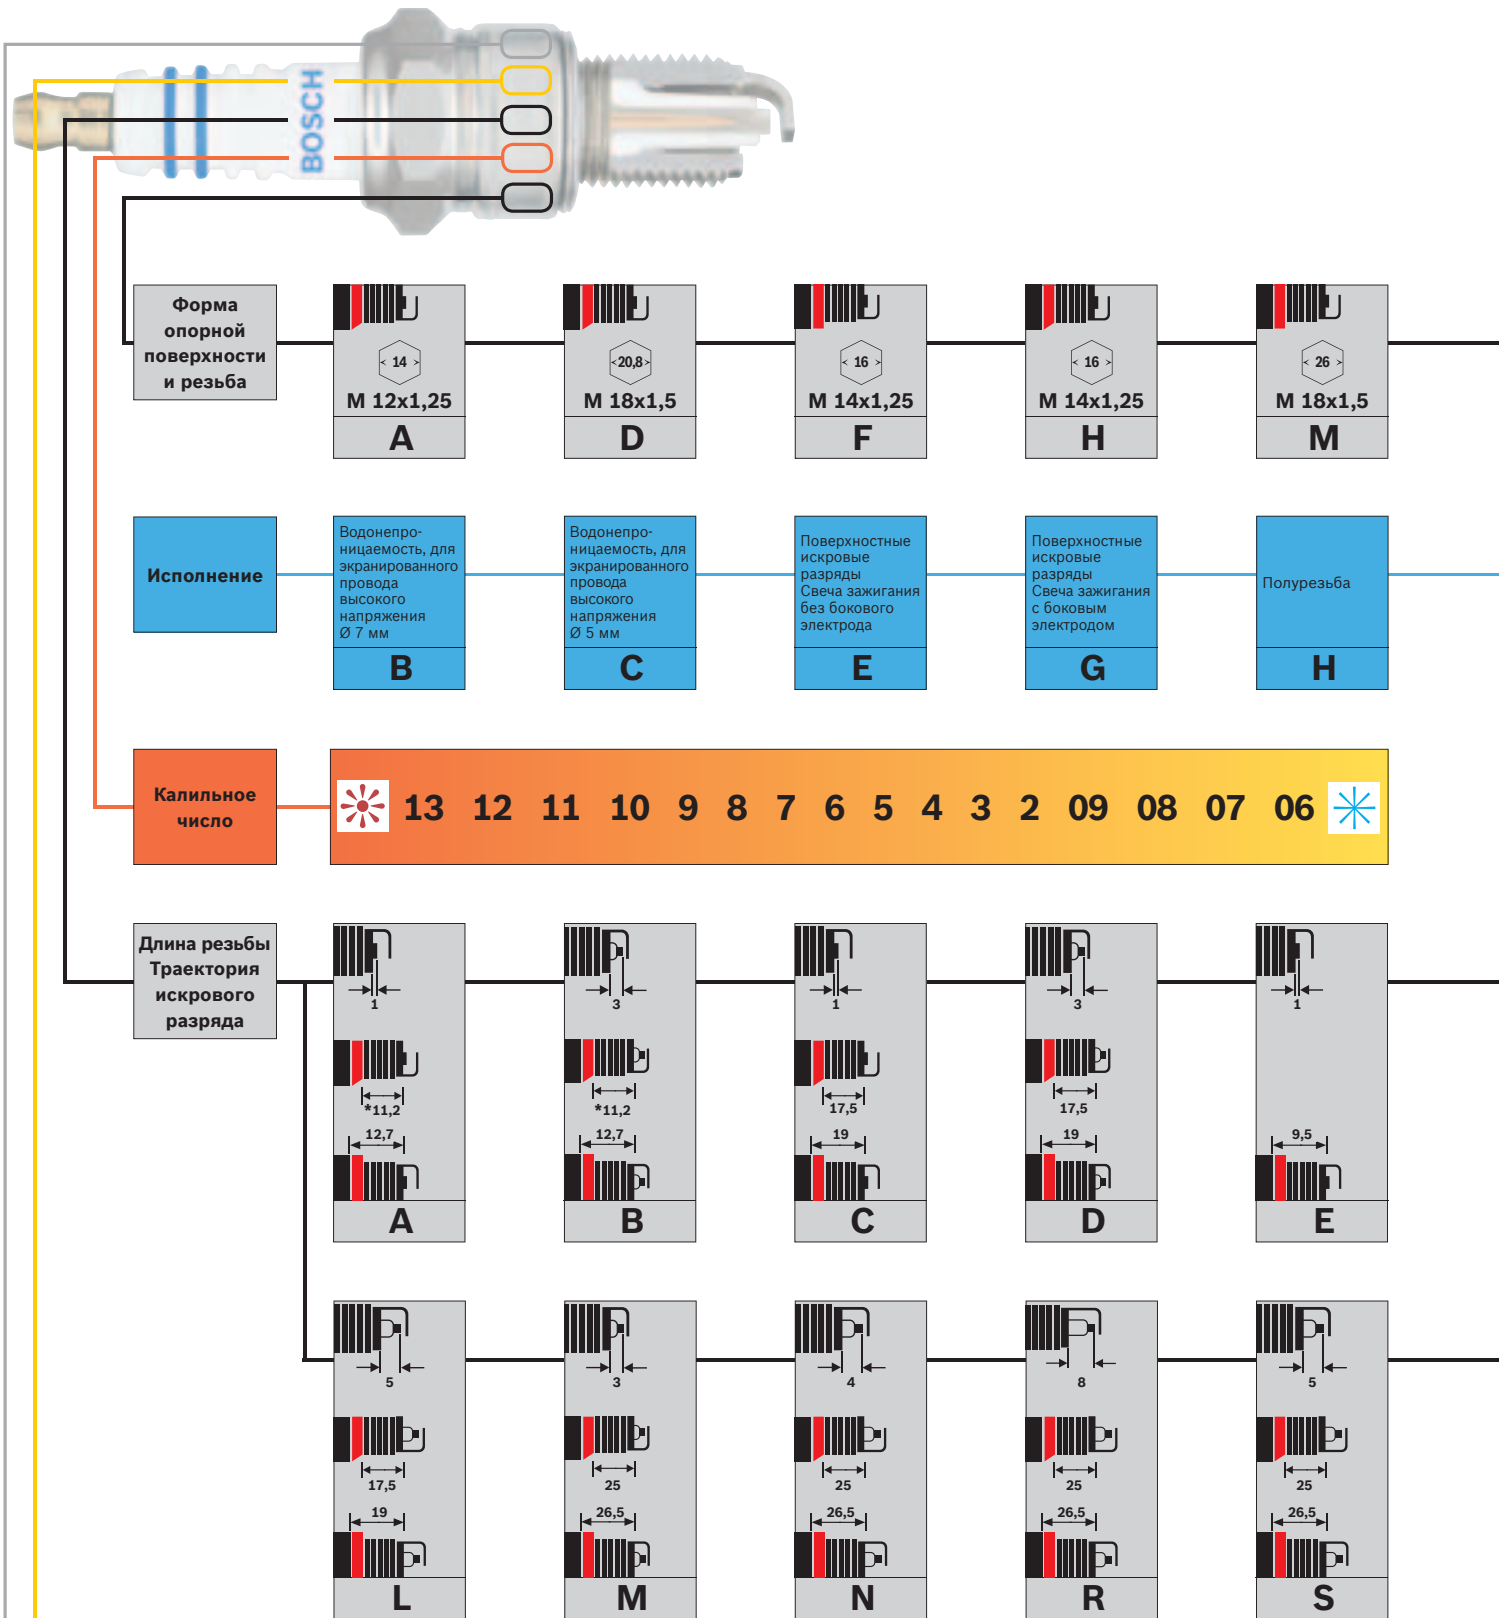 BOSCH
Форма
опорной
поверхности
и резьба
14
M 12x1,25
A
20,8
M 18x1,5
D
16
M 14x1,25
F
16
M 14x1,25
H
26
M 18x1,5
M
Исполнение
Водонепро-
ницаемость, для
экранированного
провода
высокого
напряжения
Ø 7 мм
B
Водонепро-
ницаемость, для
экранированного
провода
высокого
напряжения
Ø 5 мм
C
Поверхностные
искровые
разряды
Свеча зажигания
без бокового
электрода
E
Поверхностные
искровые
разряды
Свеча зажигания
с боковым
электродом
G
Полурезьба
H
Калильное
число
13 12 11 10 9 8 7 6 5 4 3 2 09 08 07 06
Длина резьбы
Траектория
искрового
разряда
1
*11,2
12,7
A
3
*11,2
12,7
B
1
17,5
19
C
3
17,5
19
D
1
9,5
E
5
17,5
19
L
3
25
26,5
M
4
25
26,5
N
8
25
26,5
R
5
25
26,5
S